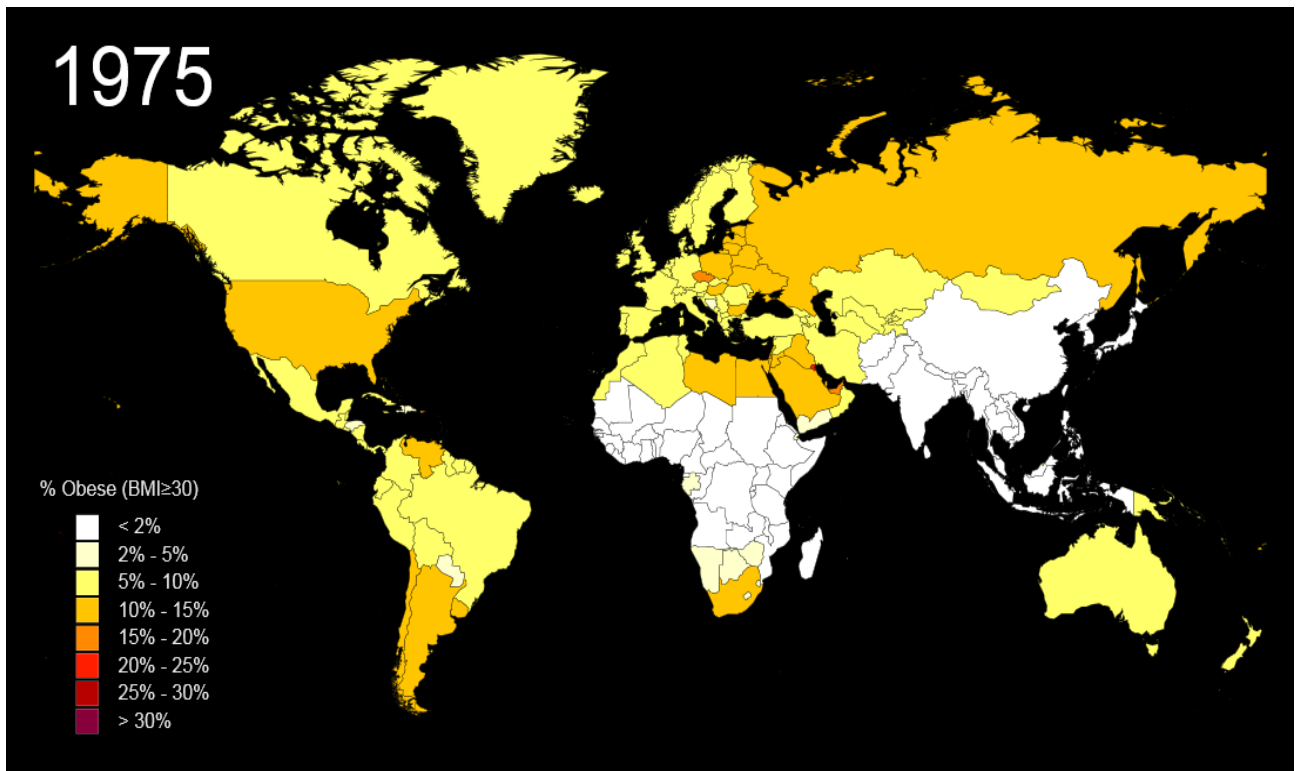 1975
% Obese (BMI≥30)
< 2%
2% - 5%
5% - 10%
10% - 15%
15% - 20%
20% - 25%
25% - 30%
> 30%